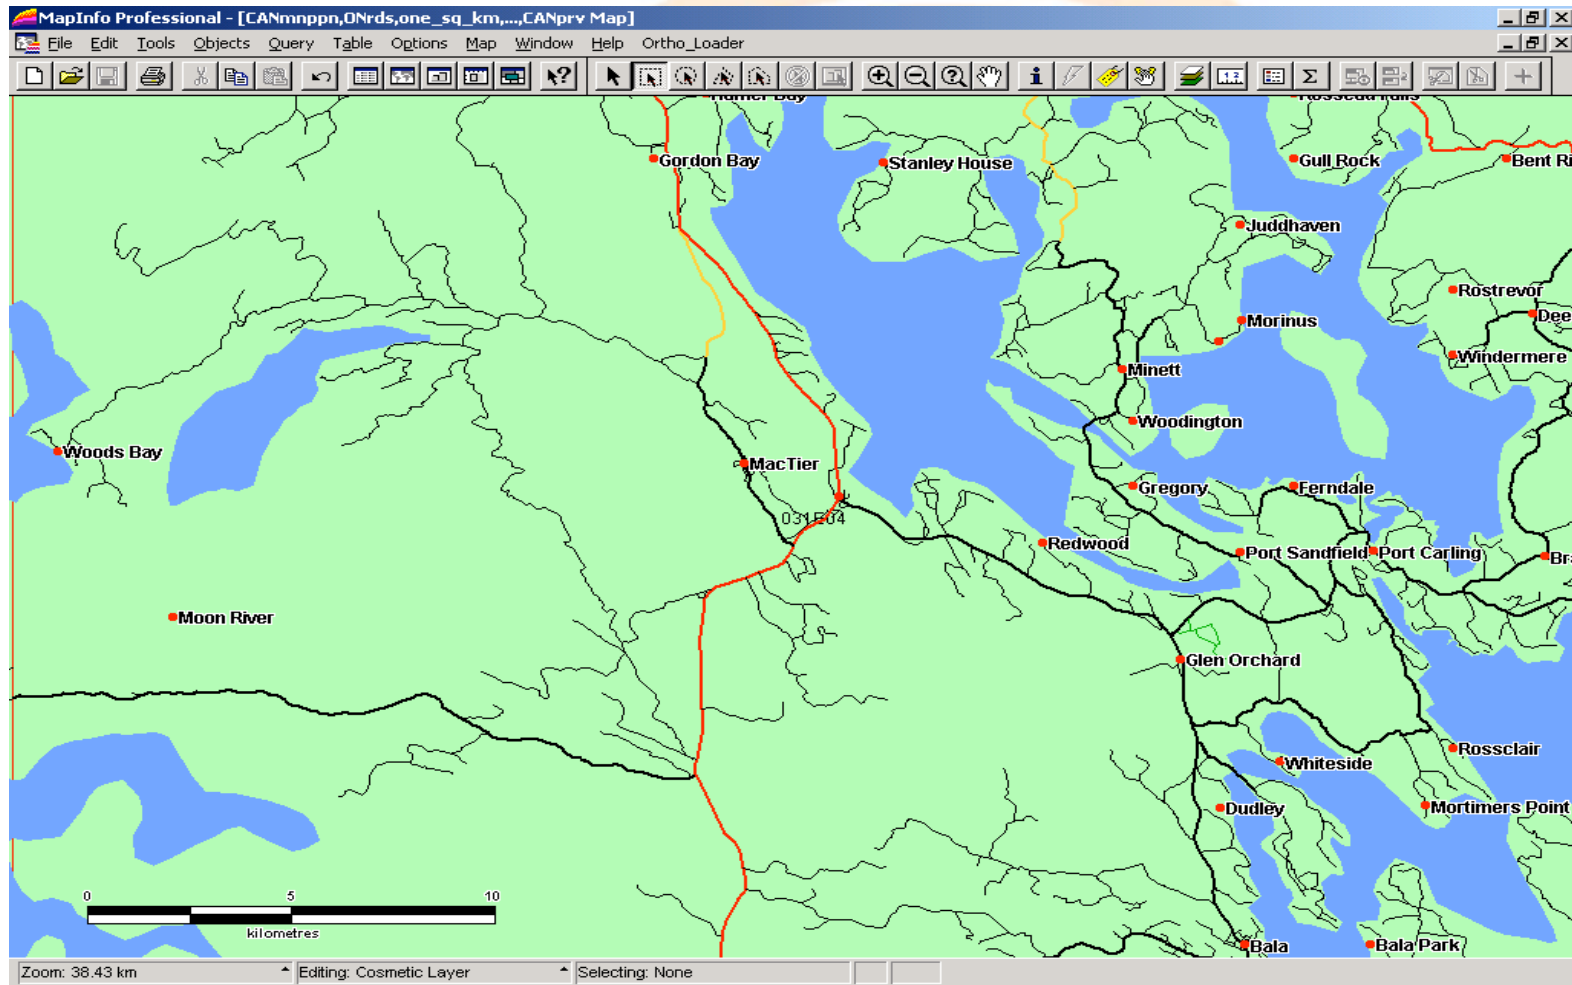 MapInfo Professional - [CANmnppn,ONrds,one_sq_km,...,CANprv Map]
File Edit Tools Objects Query Table Options Map Window Help Ortho_Loader
Gordon Bay
Stanley House
Gull Rock
Bent Ri
Juddhaven
Rostrevor
Dee
Morinus
Windermere
Minett
Woodington
Woods Bay
MacTier
Gregory
Ferndale
031E04
Redwood
Port Sandfield
Port Carling
Bra
Moon River
Glen Orchard
Rossclair
Whiteside
Dudley
Mortimers Point
0 5 10
kilometres
Bala
Bala Park
Zoom: 38.43 km Editing: Cosmetic Layer Selecting: None